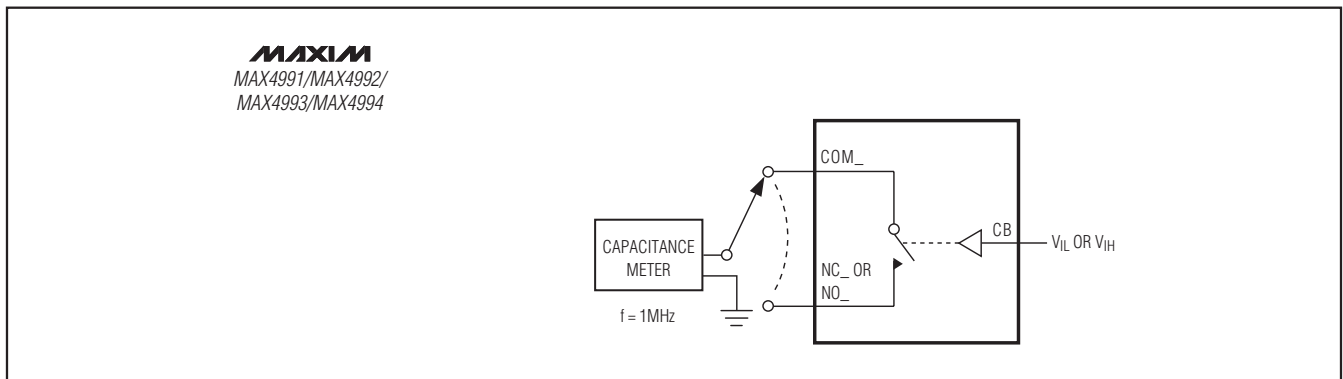 MAXIM
MAX4991/MAX4992/
MAX4993/MAX4994
COM_
CB
VIL OR VIH
CAPACITANCE
METER
NC_ OR
NO_
f = 1MHz